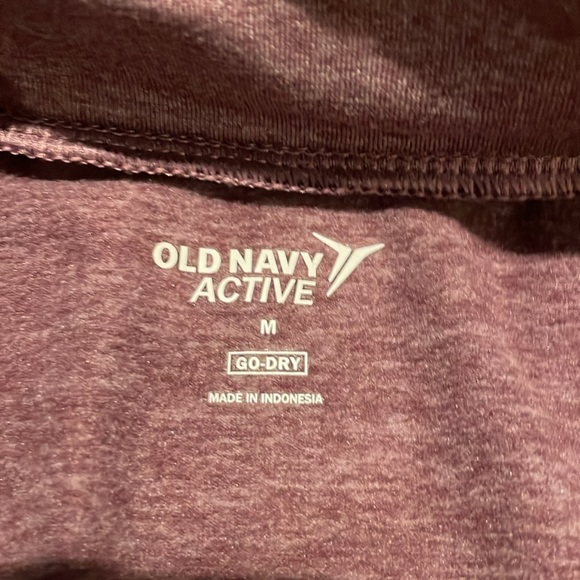 OLD NAVY
ACTIVE
M
GO-DRY
MADE IN INDONESIA